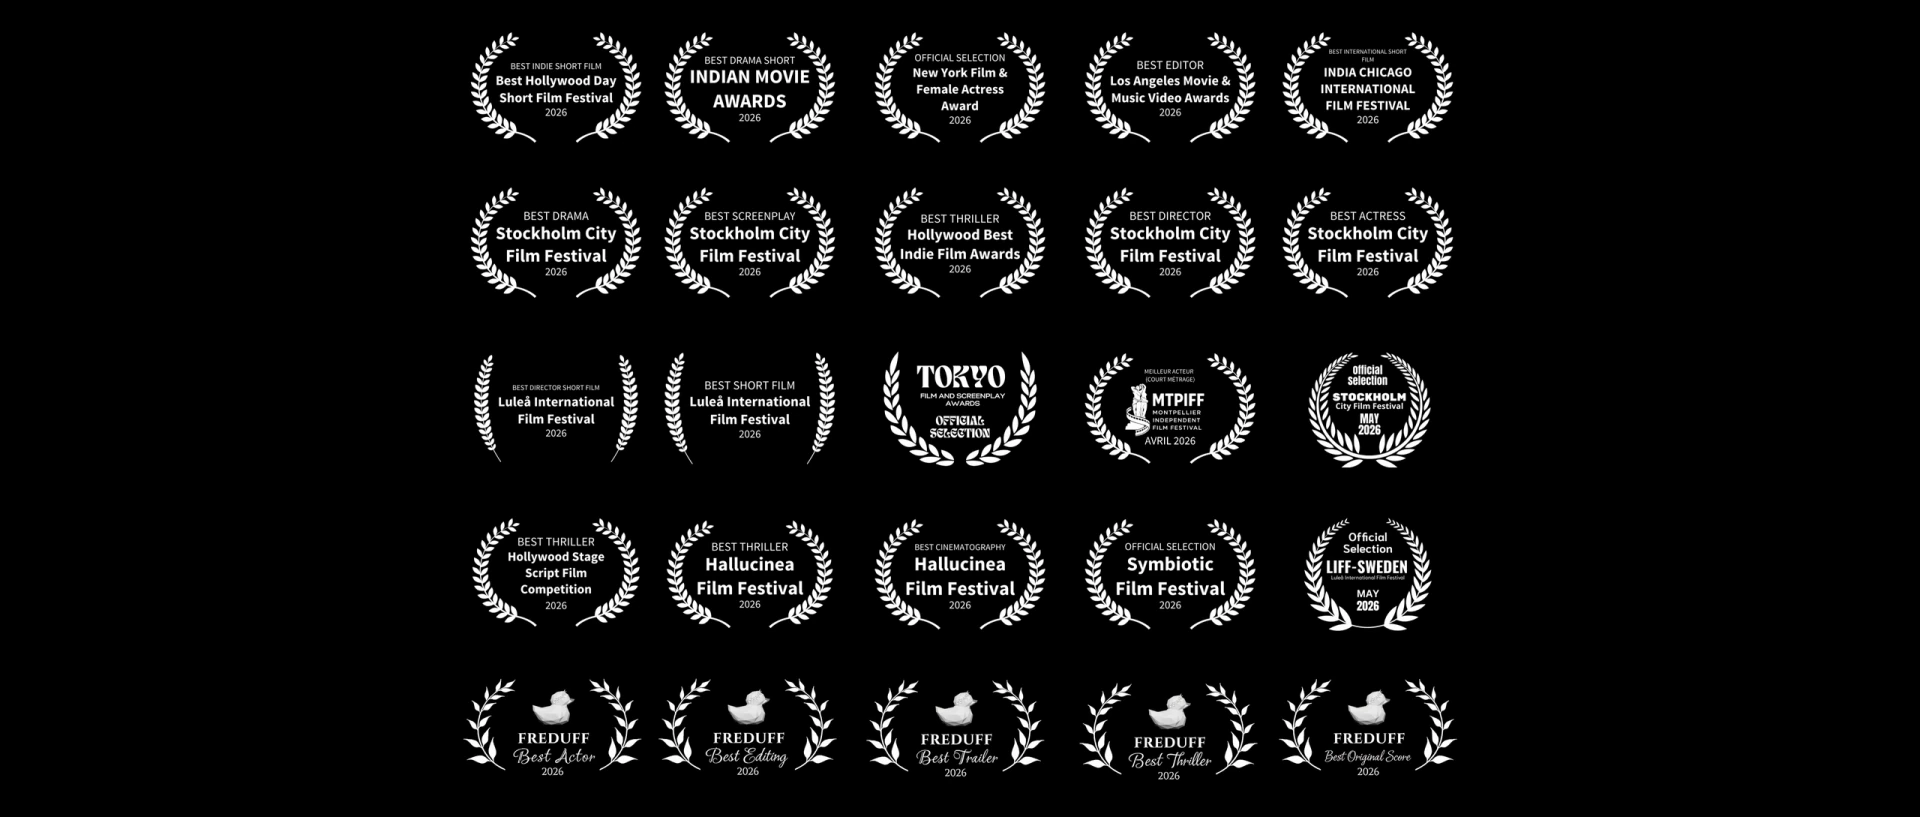 BEST INDIE SHORT FILM
Best Hollywood Day
Short Film Festival
2026
BEST DRAMA SHORT
INDIAN MOVIE
AWARDS
2026
OFFICIAL SELECTION
New York Film &
Female Actress
Award
2026
BEST EDITOR
Los Angeles Movie &
Music Video Awards
2026
BEST INTERNATIONAL SHORT
FILM
INDIA CHICAGO
INTERNATIONAL
FILM FESTIVAL
2026
BEST DRAMA
Stockholm City
Film Festival
2026
BEST SCREENPLAY
Stockholm City
Film Festival
2026
BEST THRILLER
Hollywood Best
Indie Film Awards
2026
BEST DIRECTOR
Stockholm City
Film Festival
2026
BEST ACTRESS
Stockholm City
Film Festival
2026
BEST DIRECTOR SHORT FILM
Luleå International
Film Festival
2026
BEST SHORT FILM
Luleå International
Film Festival
2026
TOKYO
FILM AND SCREENPLAY
AWARDS
OFFICIAL
SELECTION
MEILLEUR ACTEUR
(COURT MÉTRAGE)
MTPIFF
MONTPELLIER
INDEPENDENT
FILM FESTIVAL
AVRIL 2026
Official
Selection
STOCKHOLM
City Film Festival
MAY
2026
BEST THRILLER
Hollywood Stage
Script Film
Competition
2026
BEST THRILLER
Hallucinea
Film Festival
2026
BEST CINEMATOGRAPHY
Hallucinea
Film Festival
2026
OFFICIAL SELECTION
Symbiotic
Film Festival
2026
Official
Selection
LIFF-SWEDEN
Luleå International Film Festival
MAY
2026
FREDUFF
Best Actor
2026
FREDUFF
Best Editing
2026
FREDUFF
Best Trailer
2026
FREDUFF
Best Thriller
2026
FREDUFF
Best Original Score
2026